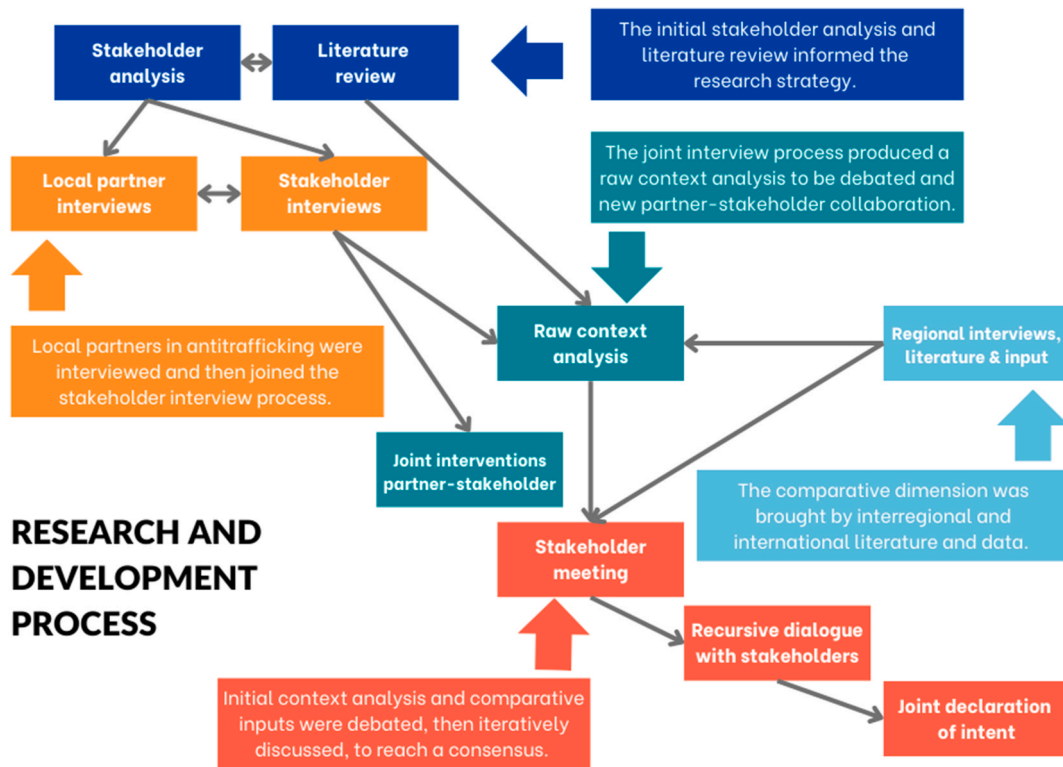 Stakeholder
analysis
Literature
review
The initial stakeholder analysis and
literature review informed the
research strategy.
The joint interview process produced a
raw context analysis to be debated and
new partner-stakeholder collaboration.
Local partner
interviews
Stakeholder
interviews
Local partners in antitrafficking were
interviewed and then joined the
stakeholder interview process.
Raw context
analysis
Regional interviews,
literature & input
Joint interventions
partner-stakeholder
The comparative dimension was
brought by interregional and
international literature and data.
RESEARCH AND
DEVELOPMENT
PROCESS
Stakeholder
meeting
Recursive dialogue
with stakeholders
Initial context analysis and comparative
inputs were debated, then iteratively
discussed, to reach a consensus.
Joint declaration
of intent